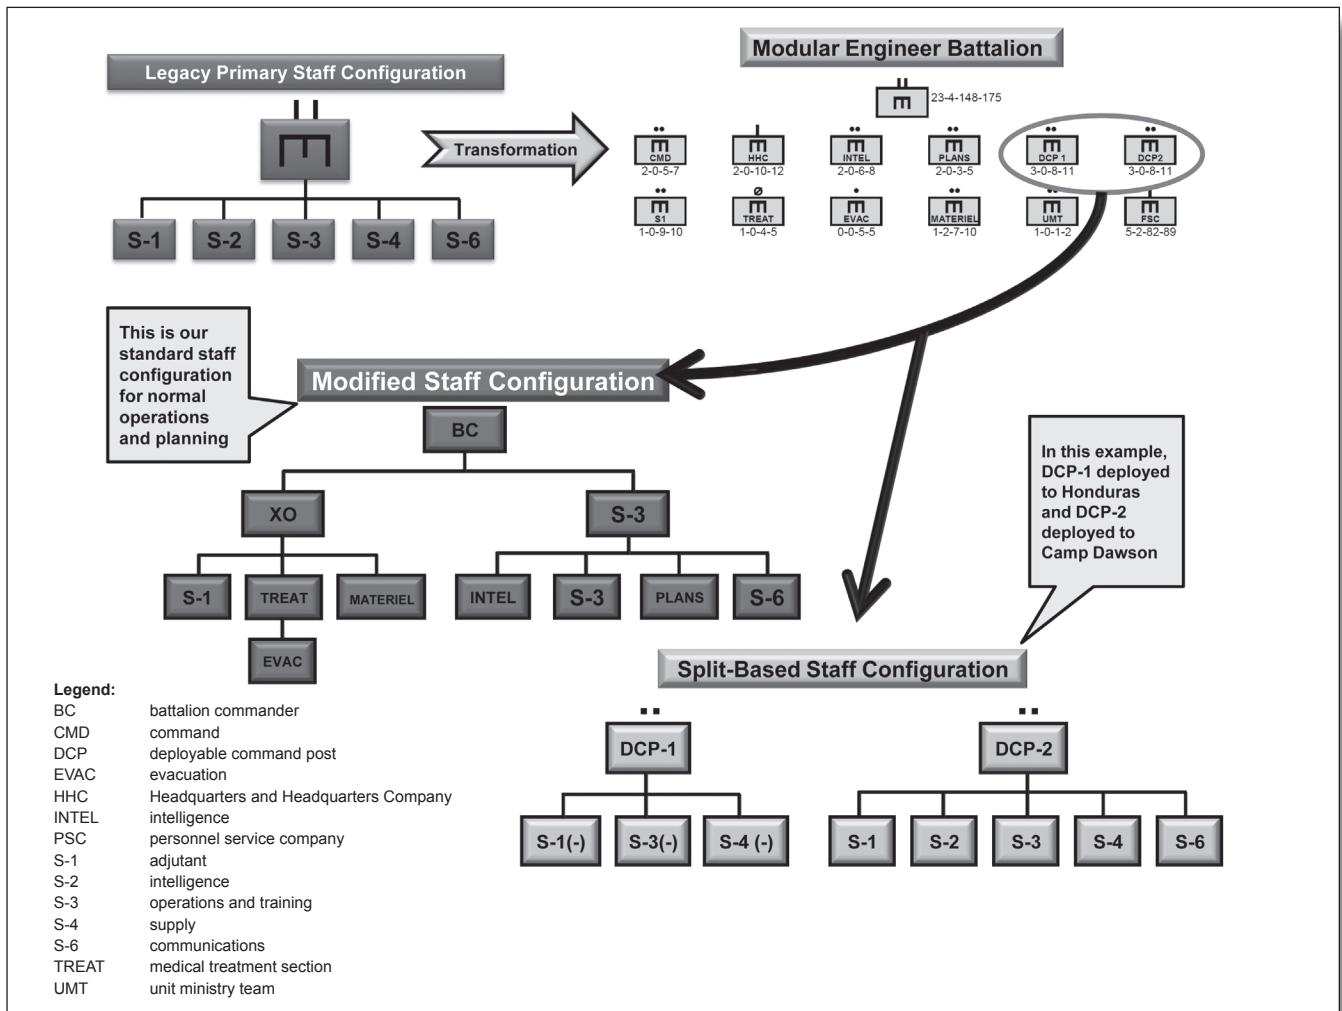 Legacy Primary Staff Configuration
S-1 S-2 S-3 S-4 S-6
Transformation
Modular Engineer Battalion
23-4-148-175
CMD HHC INTEL PLANS DCP 1 DCP2
2-0-5-7 2-0-10-12 2-0-6-8 2-0-3-5 3-0-8-11 3-0-8-11
S1 TREAT EVAC MATERIEL UMT FSC
1-0-9-10 1-0-4-5 0-0-5-5 1-2-7-10 1-0-1-2 5-2-82-89
This is our
standard staff
configuration
for normal
operations
and planning
Modified Staff Configuration
BC
XO S-3
S-1 TREAT MATERIEL INTEL S-3 PLANS S-6
EVAC
In this example,
DCP-1 deployed
to Honduras
and DCP-2
deployed to
Camp Dawson
Split-Based Staff Configuration
DCP-1 DCP-2
S-1(-) S-3(-) S-4 (-) S-1 S-2 S-3 S-4 S-6
Legend:
BC battalion commander
CMD command
DCP deployable command post
EVAC evacuation
HHC Headquarters and Headquarters Company
INTEL intelligence
PSC personnel service company
S-1 adjutant
S-2 intelligence
S-3 operations and training
S-4 supply
S-6 communications
TREAT medical treatment section
UMT unit ministry team